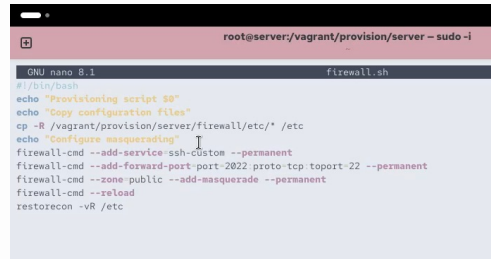 root@server:/vagrant/provision/server – sudo -i
GNU nano 8.1 firewall.sh
#!/bin/bash
echo "Provisioning script $0"
echo "Copy configuration files"
cp -R /vagrant/provision/server/firewall/etc/* /etc
echo "Configure masquerading"
firewall-cmd --add-service=ssh-custom --permanent
firewall-cmd --add-forward-port=port=2022:proto=tcp:toport=22 --permanent
firewall-cmd --zone=public --add-masquerade --permanent
firewall-cmd --reload
restorecon -vR /etc